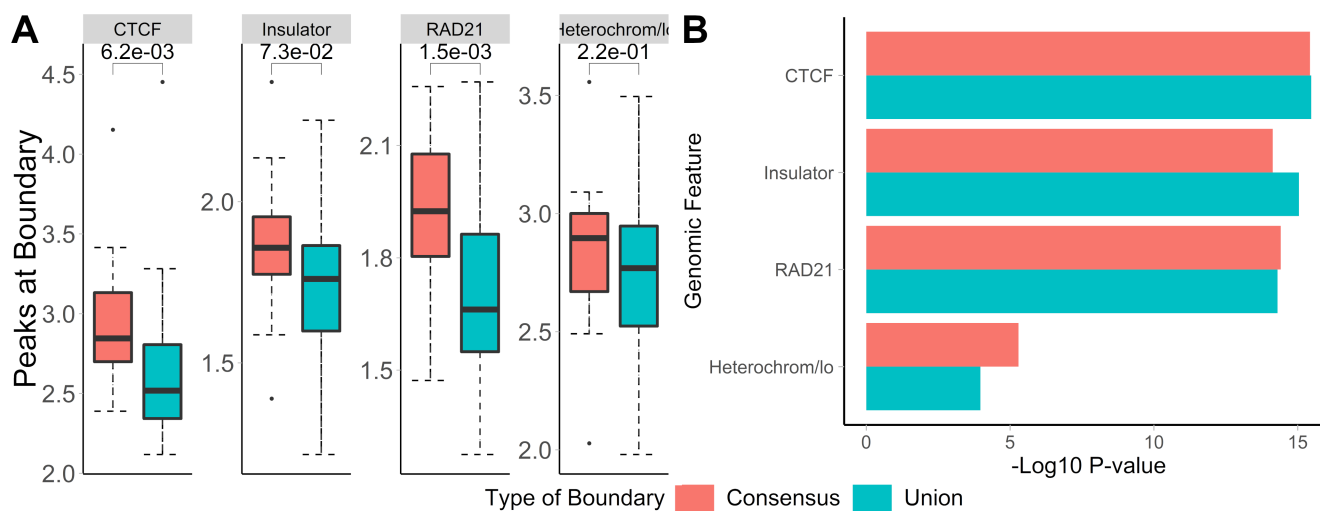 A
CTCF
Insulator
RAD21
Heterochrom/lo
6.2e-03
7.3e-02
1.5e-03
2.2e-01
Peaks at Boundary
4.5
4.0
3.5
3.0
2.5
2.0
2.0
1.5
2.1
1.8
1.5
3.5
3.0
2.5
2.0
B
Genomic Feature
CTCF
Insulator
RAD21
Heterochrom/lo
0
5
10
15
-Log10 P-value
Type of Boundary
Consensus
Union